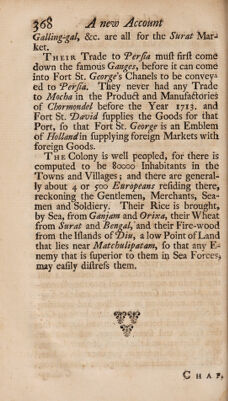 368 A new Account
Galling-gal, &c. are all for the Surat Mar-
ket.
THEIR Trade to Persia must first come
down the famous Ganges, before it can come
into Fort St. George's Chanels to be convey-
ed to Persia. They never had any Trade
to Mocha in the Product and Manufactories
of Chormondel before the Year 1713. and
Fort St. David supplies the Goods for that
Port, so that Fort St. George is an Emblem
of Holland in supplying foreign Markets with
foreign Goods.
THE Colony is well peopled, for there is
computed to be 80000 Inhabitants in the
Towns and Villages; and there are general-
ly about 4 or 500 Europeans residing there,
reckoning the Gentlemen, Merchants, Sea-
men and Soldiery. Their Rice is brought,
by Sea, from Ganjam and Orixa, their Wheat
from Surat and Bengal, and their Fire-wood
from the Islands of Diu, a low Point of Land
that lies near Matchulipatam, so that any E-
nemy that is superior to them in Sea Forces,
may easily distress them.
CHAP.